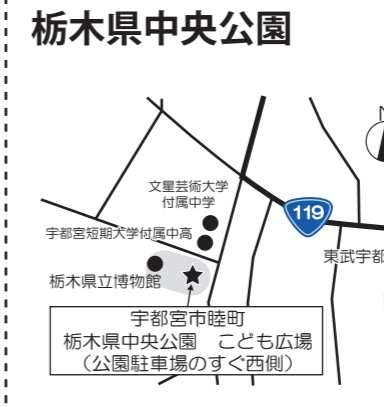 栃木県中央公園
N
文星芸術大学
付属中学
119
宇都宮短期大学付属中高
東武宇都
栃木県立博物館
宇都宮市睦町
栃木県中央公園　こども広場
（公園駐車場のすぐ西側）